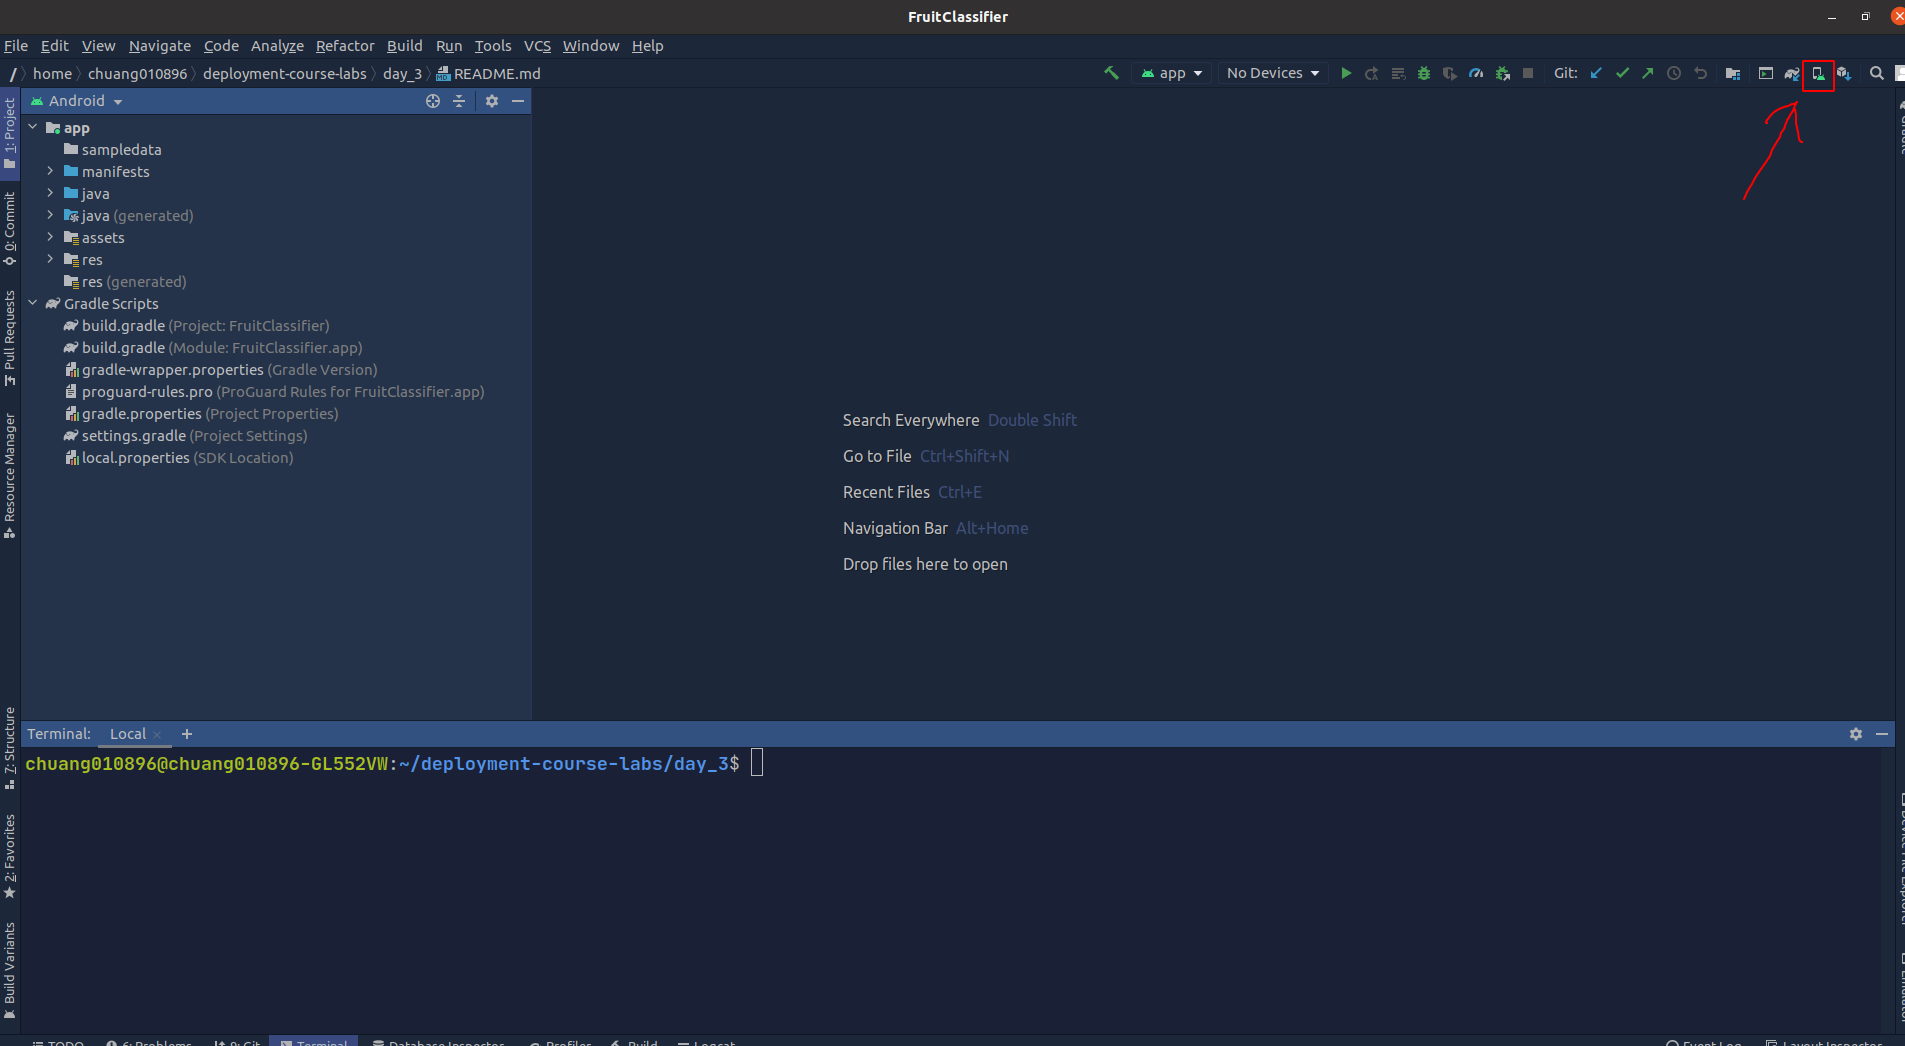 FruitClassifier
File Edit View Navigate Code Analyze Refactor Build Run Tools VCS Window Help
/ home chuang010896 deployment-course-labs day_3 README.md
app No Devices Git:
Android
1: Project
0: Commit
Pull Requests
Resource Manager
7: Structure
2: Favorites
Build Variants
app
sampledata
manifests
java
java (generated)
assets
res
res (generated)
Gradle Scripts
build.gradle (Project: FruitClassifier)
build.gradle (Module: FruitClassifier.app)
gradle-wrapper.properties (Gradle Version)
proguard-rules.pro (ProGuard Rules for FruitClassifier.app)
gradle.properties (Project Properties)
settings.gradle (Project Settings)
local.properties (SDK Location)
Search Everywhere Double Shift
Go to File Ctrl+Shift+N
Recent Files Ctrl+E
Navigation Bar Alt+Home
Drop files here to open
Terminal: Local +
chuang010896@chuang010896-GL552VW:~/deployment-course-labs/day_3$
TODO 6: Problems 9: Git Terminal Database Inspector Profiler Build Logcat Event Log Layout Inspector